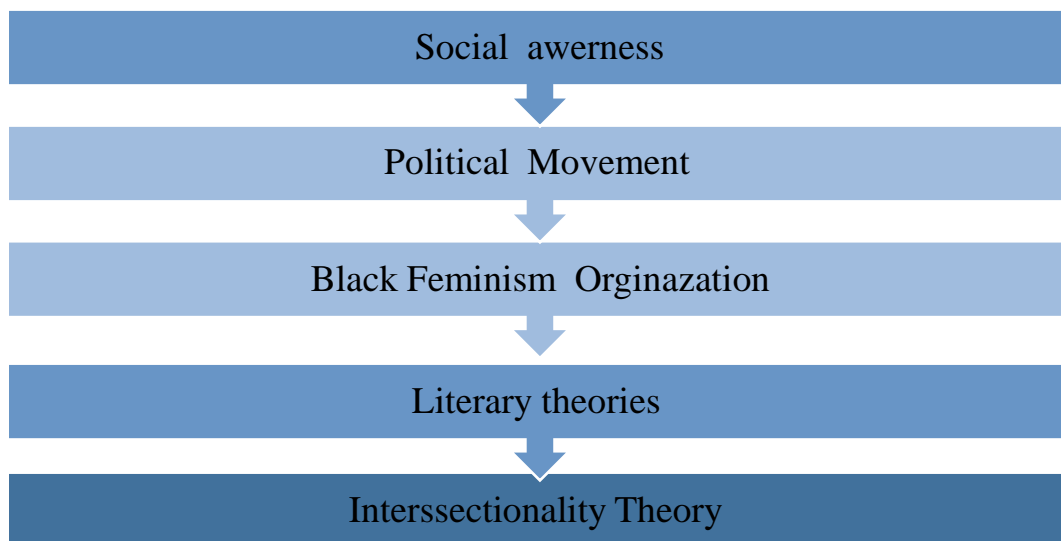 Social awerness
Political Movement
Black Feminism Orginazation
Literary theories
Interssectionality Theory